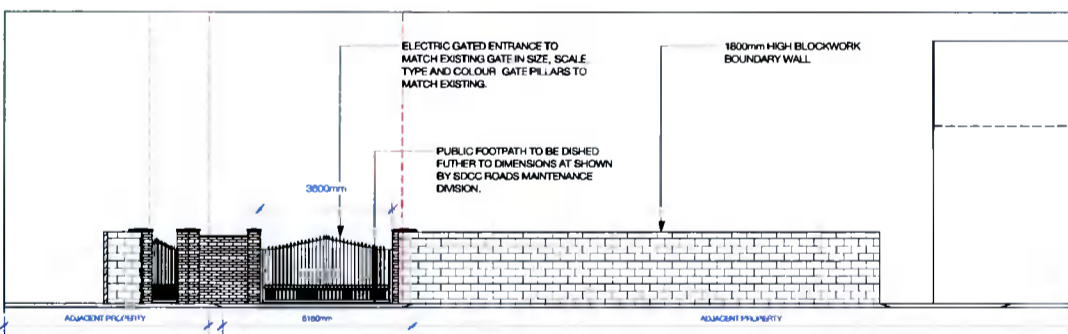 ELECTRIC GATED ENTRANCE TO
MATCH EXISTING GATE IN SIZE, SCALE
TYPE AND COLOUR GATE PILLARS TO
MATCH EXISTING.
1800mm HIGH BLOCKWORK
BOUNDARY WALL
PUBLIC FOOTPATH TO BE DISHED
FUTHER TO DIMENSIONS AT SHOWN
BY SDCC ROADS MAINTENANCE
DIVISION.
3600mm
ADJACENT PROPERTY
6160mm
ADJACENT PROPERTY